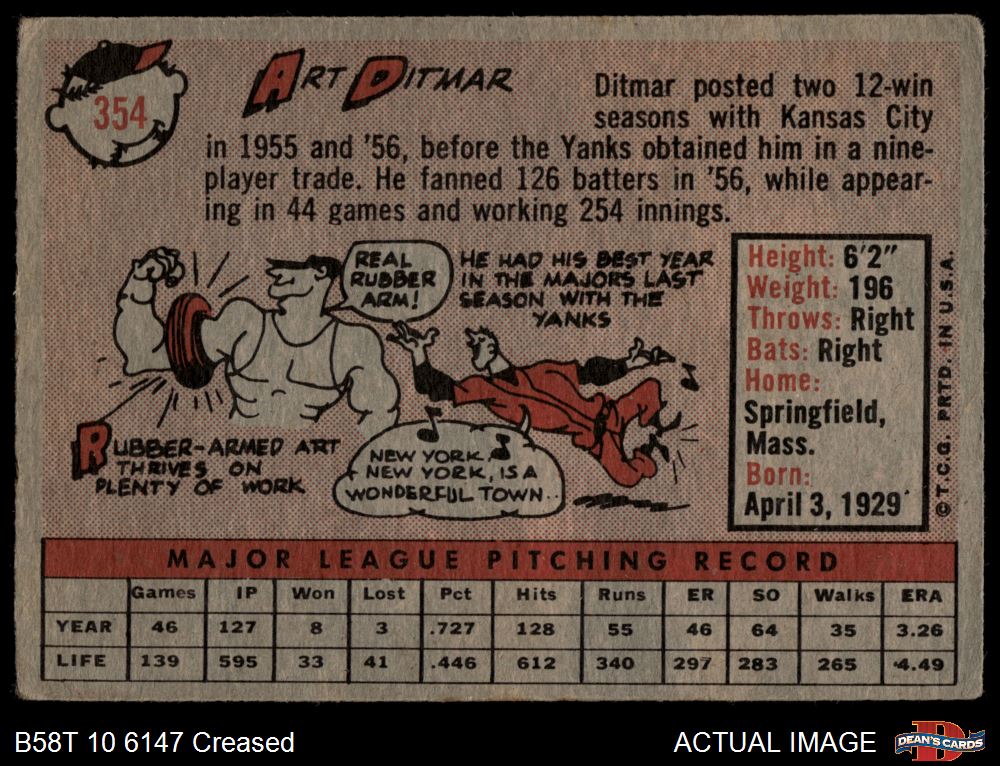 354
ART DITMAR
Ditmar posted two 12-win
seasons with Kansas City
in 1955 and '56, before the Yanks obtained him in a nine-
player trade. He fanned 126 batters in '56, while appear-
ing in 44 games and working 254 innings.
REAL
RUBBER
ARM!
HE HAD HIS BEST YEAR
IN THE MAJORS LAST
SEASON WITH THE
YANKS
RUBBER-ARMED ART
THRIVES ON
PLENTY OF WORK
NEW YORK,
NEW YORK, IS A
WONDERFUL TOWN..
Height: 6'2"
Weight: 196
Throws: Right
Bats: Right
Home:
Springfield,
Mass.
Born:
April 3, 1929
© T.C.G. PRTD. IN U.S.A.
MAJOR LEAGUE PITCHING RECORD
Games IP Won Lost Pct Hits Runs ER SO Walks ERA
YEAR 46 127 8 3 .727 128 55 46 64 35 3.26
LIFE 139 595 33 41 .446 612 340 297 283 265 4.49
B58T 10 6147 Creased
ACTUAL IMAGE
DEAN'S CARDS